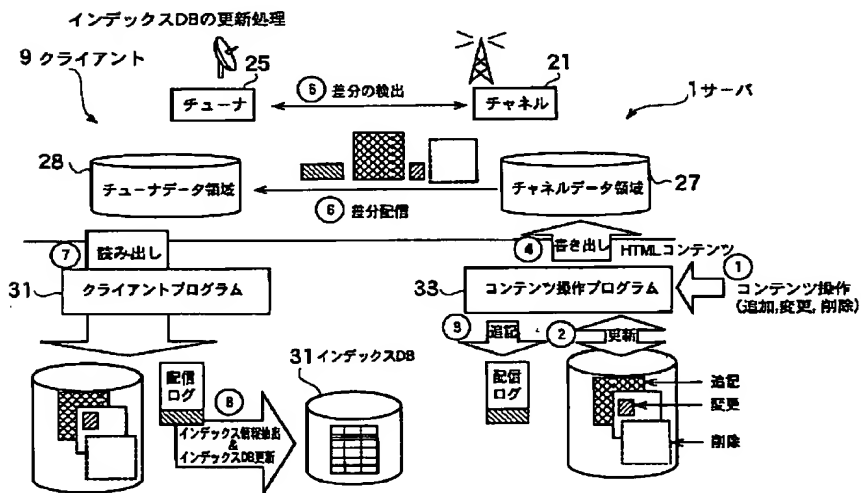 インデックスDBの更新処理
9 クライアント
25
チューナ
⑤ 差分の検出
21
チャネル
1サーバ
28
チューナデータ領域
⑥ 差分配信
チャネルデータ領域
27
⑦ 読み出し
④ 書き出し
HTMLコンテンツ
①
コンテンツ操作
(追加,変更,削除)
31
クライアントプログラム
33
コンテンツ操作プログラム
③ 追記
② 更新
配信
ログ
⑧
インデックス情報抽出
&
インデックスDB更新
31 インデックスDB
配信
ログ
追記
変更
削除